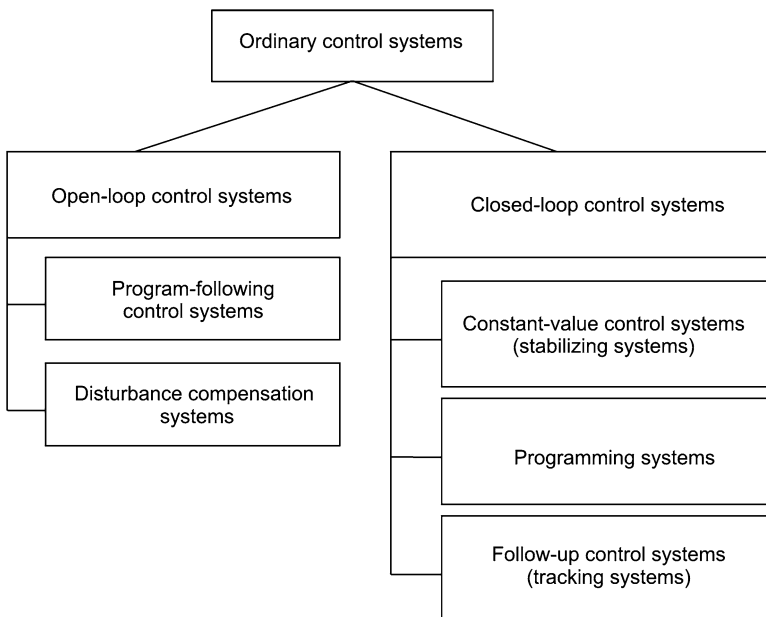 Ordinary control systems
Open-loop control systems
Program-following
control systems
Disturbance compensation
systems
Closed-loop control systems
Constant-value control systems
(stabilizing systems)
Programming systems
Follow-up control systems
(tracking systems)